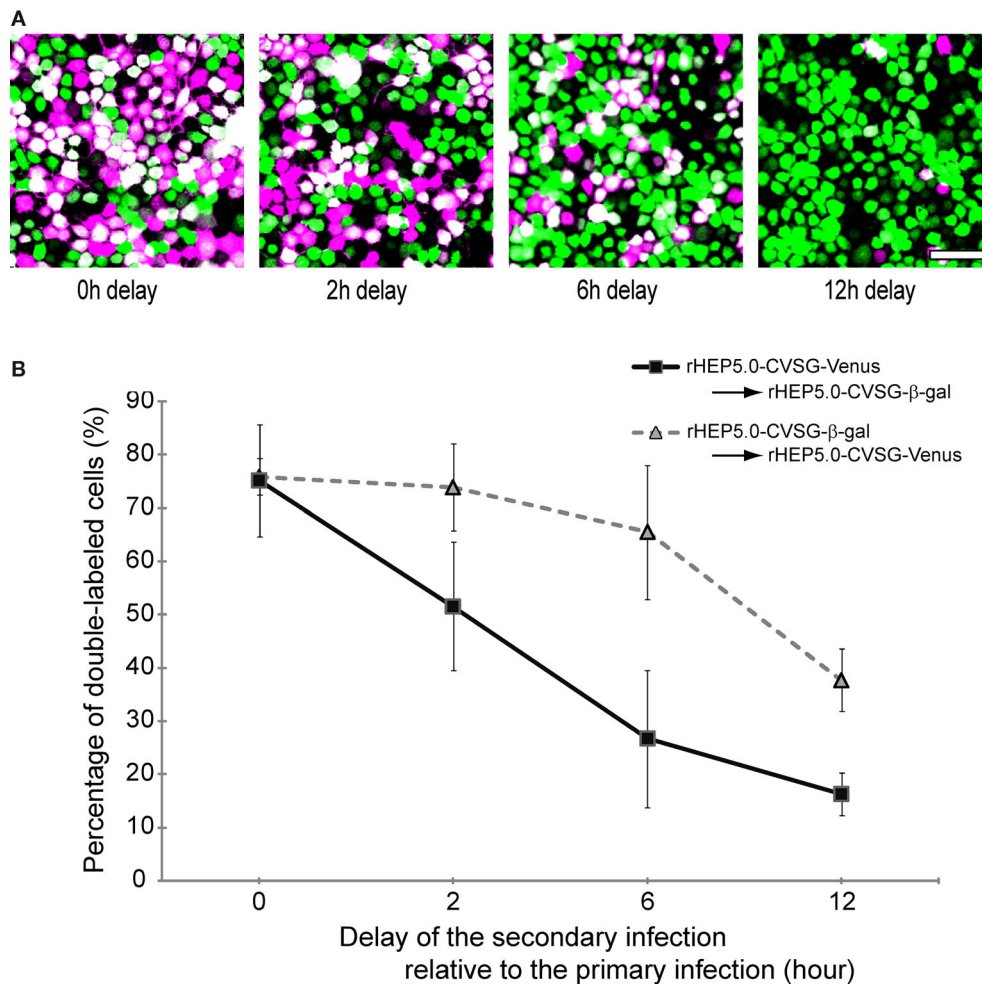 A
0h delay
2h delay
6h delay
12h delay
B
rHEP5.0-CVSG-Venus
rHEP5.0-CVSG-β-gal
rHEP5.0-CVSG-β-gal
rHEP5.0-CVSG-Venus
Percentage of double-labeled cells (%)
90
80
70
60
50
40
30
20
10
0
0
2
6
12
Delay of the secondary infection
relative to the primary infection (hour)